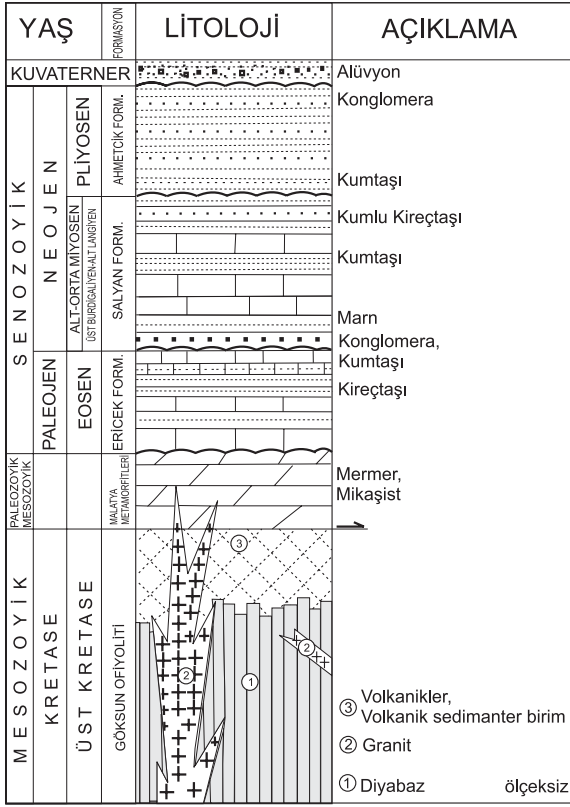 YAŞ
FORMASYON
LİTOLOJİ
AÇIKLAMA
KUVATERNER
Alüvyon
SENOZOYİK
NEOJEN
PLİYOSEN
AHMETCİK FORM.
Konglomera
Kumtaşı
ALT-ORTA MİYOSEN
ÜST BURDİGALİYEN-ALT LANGİYEN
SALYAN FORM.
Kumlu Kireçtaşı
Kumtaşı
Marn
Konglomera,
Kumtaşı
PALEOJEN
EOSEN
ERİCEK FORM.
Kireçtaşı
PALEOZOYİK
MESOZOYİK
MALATYA
METAMORFİTLERİ
Mermer,
Mikaşist
MESOZOYİK
KRETASE
ÜST KRETASE
GÖKSUN OFİYOLİTİ
3
2
2
1
3 Volkanikler,
Volkanik sedimanter birim
2 Granit
1 Diyabaz
ölçeksiz